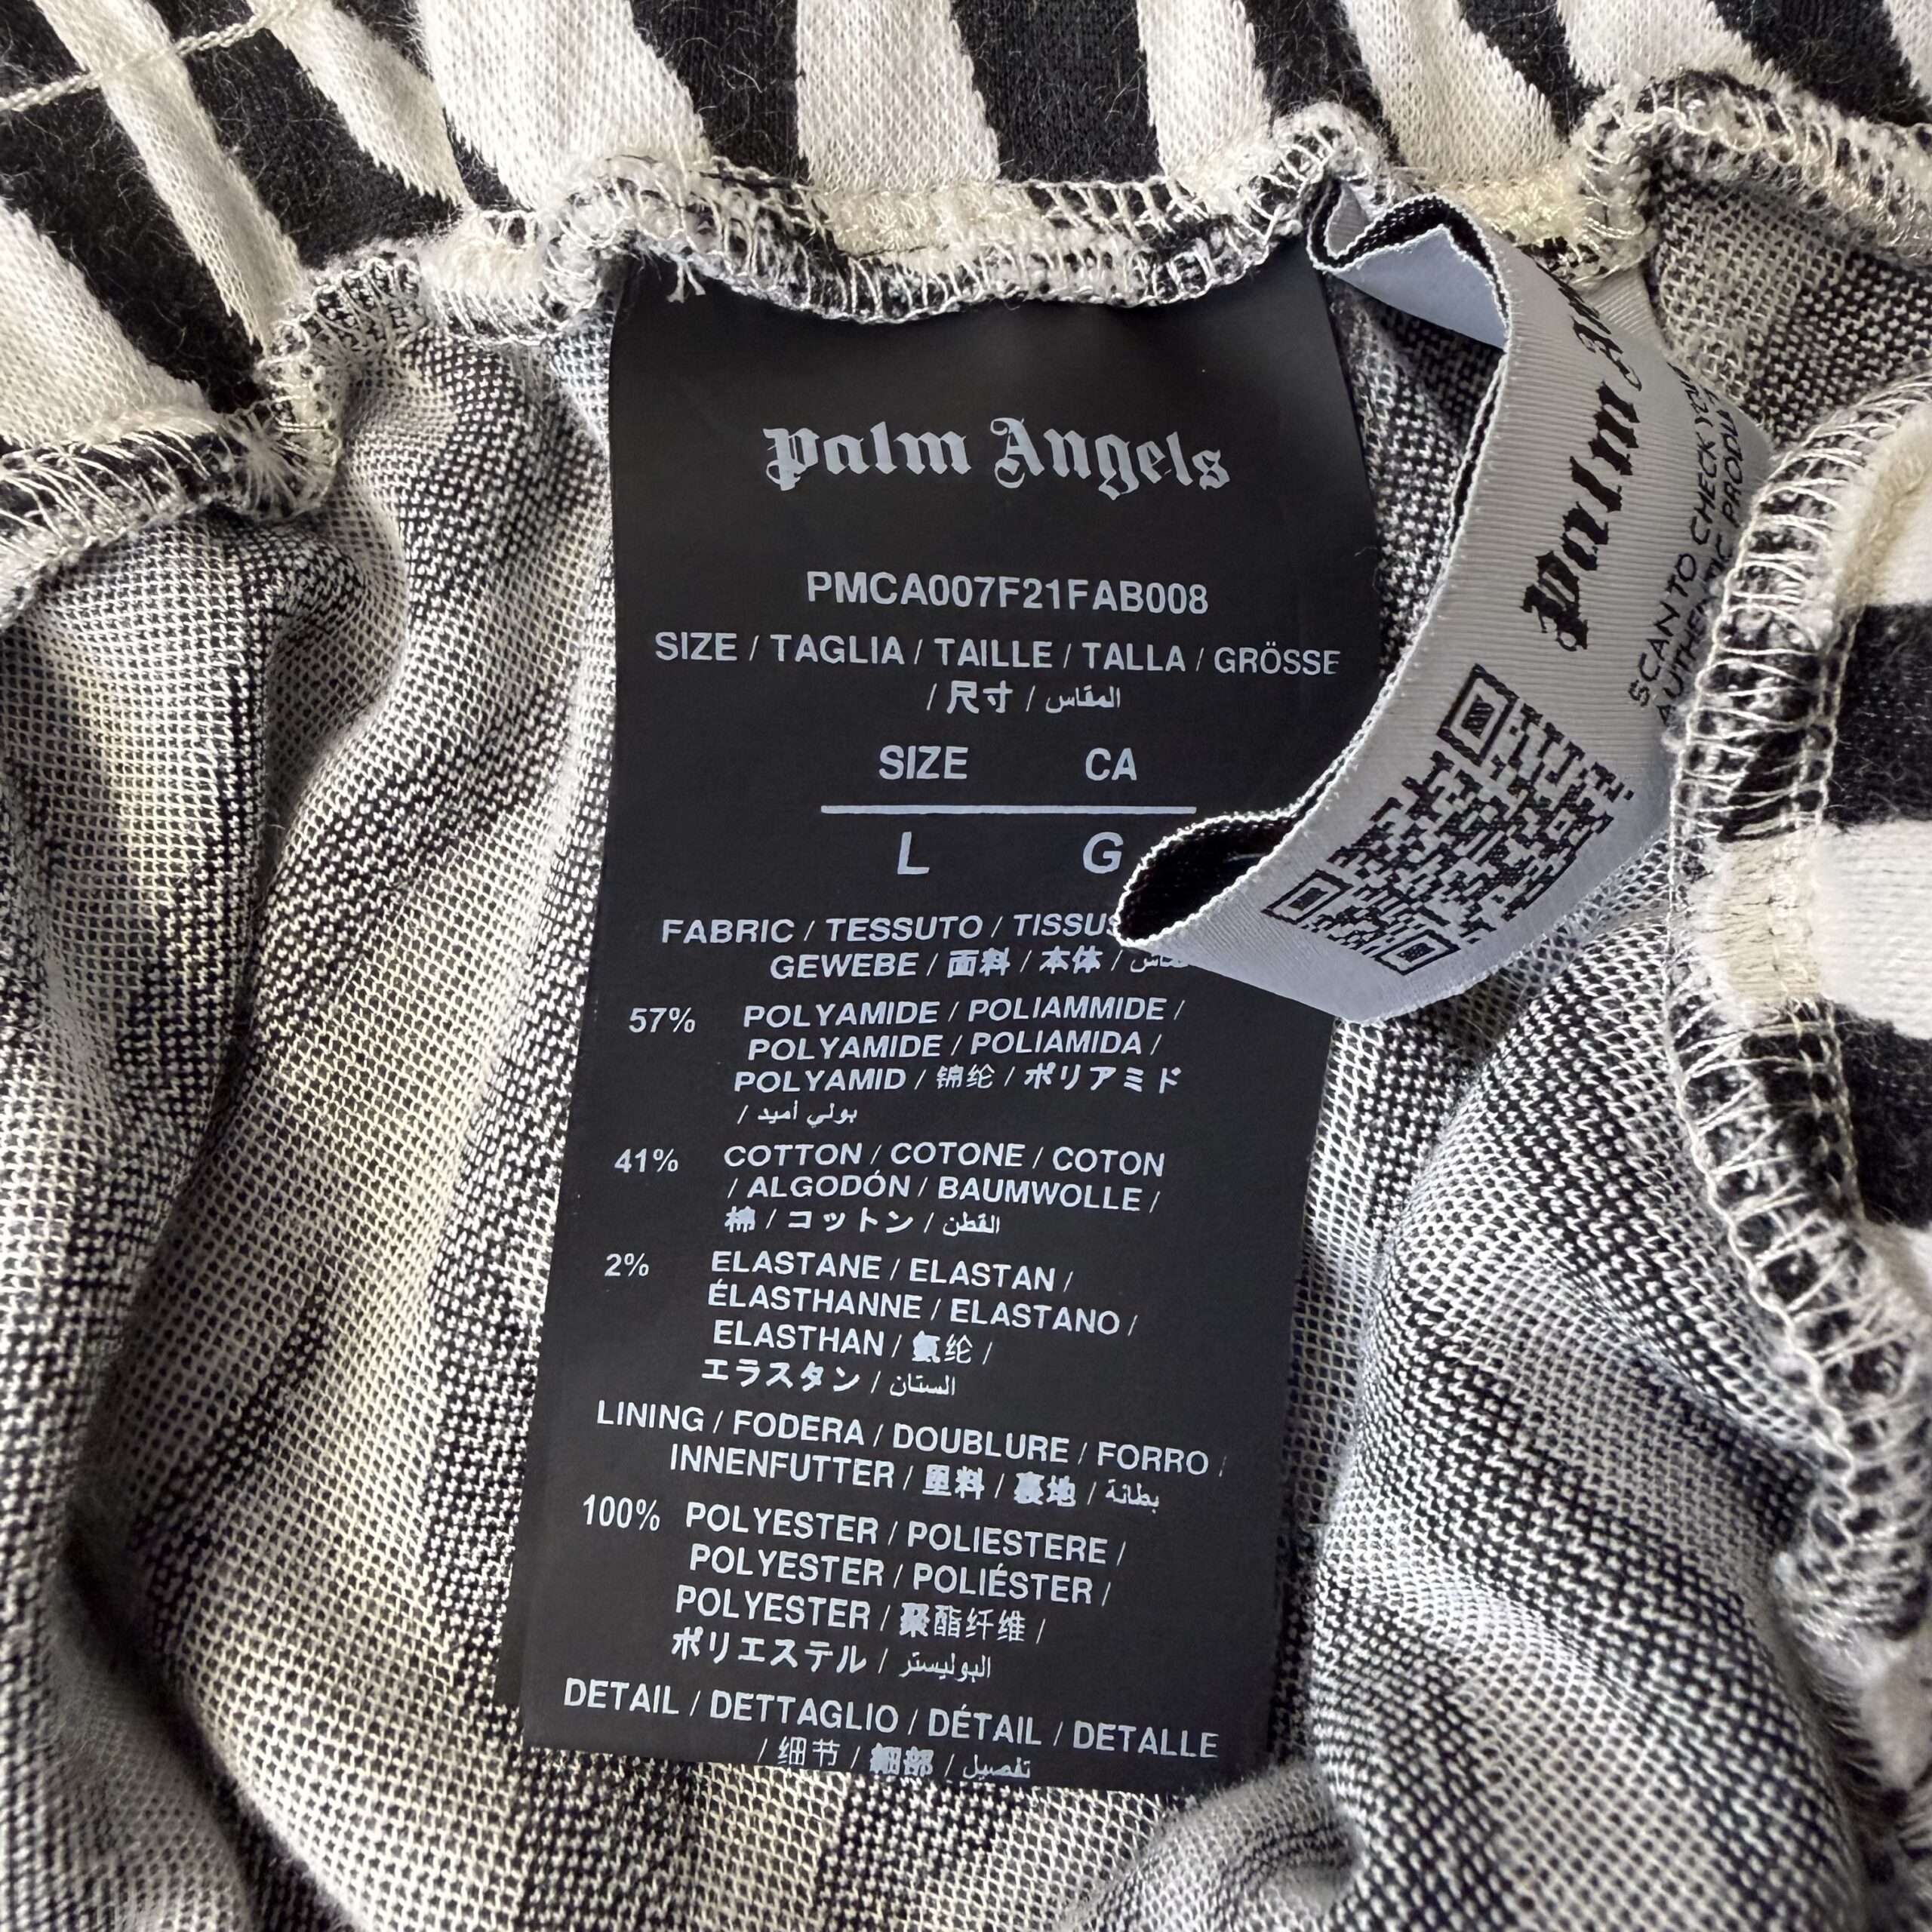 Palm Angels
PMCA007F21FAB008
SIZE / TAGLIA / TAILLE / TALLA / GRÖSSE
/ 尺寸 / المقاس
SIZE CA
L G
FABRIC / TESSUTO / TISSUS
GEWEBE / 面料 / 本体 /
57% POLYAMIDE / POLIAMMIDE /
POLYAMIDE / POLIAMIDA /
POLYAMID / 锦纶 / ポリアミド
/ بولي أميد
41% COTTON / COTONE / COTON
/ ALGODÓN / BAUMWOLLE /
棉 / コットン / القطن
2% ELASTANE / ELASTAN /
ÉLASTHANNE / ELASTANO /
ELASTHAN / 氨纶 /
エラスタン / الستان
LINING / FODERA / DOUBLURE / FORRO /
INNENFUTTER / 里料 / 裏地 / بطانة
100% POLYESTER / POLIESTERE /
POLYESTER / POLIÉSTER /
POLYESTER / 聚酯纤维 /
ポリエステル / البوليستر
DETAIL / DETTAGLIO / DÉTAIL / DETALLE
/ 细节 / 細部 / تفصيل
Palm
SCAN TO CHECK